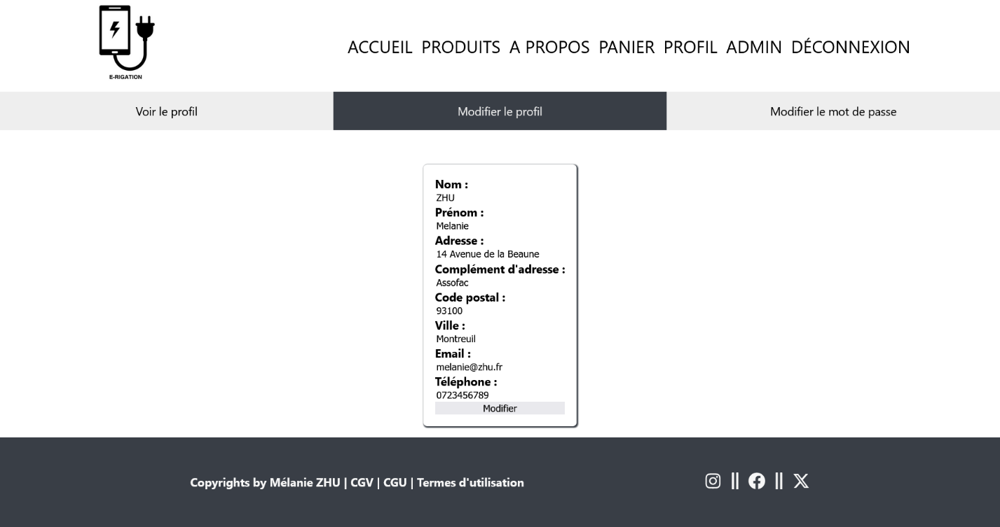 E-RIGATION
ACCUEIL PRODUITS A PROPOS PANIER PROFIL ADMIN DÉCONNEXION
Voir le profil
Modifier le profil
Modifier le mot de passe
Nom :
ZHU
Prénom :
Melanie
Adresse :
14 Avenue de la Beaune
Complément d'adresse :
Assofac
Code postal :
93100
Ville :
Montreuil
Email :
melanie@zhu.fr
Téléphone :
0723456789
Modifier
Copyrights by Mélanie ZHU | CGV | CGU | Termes d'utilisation